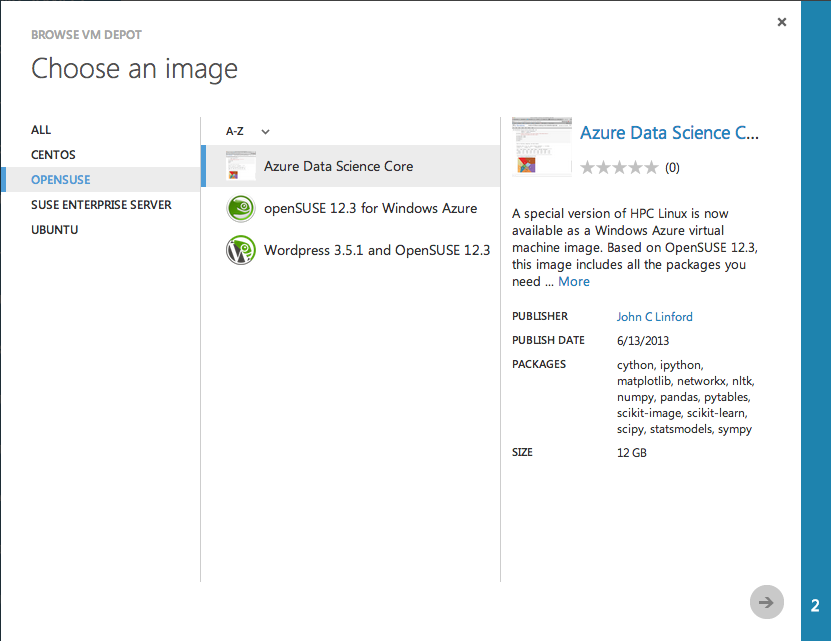 BROWSE VM DEPOT
Choose an image
ALL
CENTOS
OPENSUSE
SUSE ENTERPRISE SERVER
UBUNTU
A-Z
Azure Data Science Core
openSUSE 12.3 for Windows Azure
Wordpress 3.5.1 and OpenSUSE 12.3
Azure Data Science C...
(0)
A special version of HPC Linux is now
available as a Windows Azure virtual
machine image. Based on OpenSUSE 12.3,
this image includes all the packages you
need ... More
PUBLISHER John C Linford
PUBLISH DATE 6/13/2013
PACKAGES cython, ipython,
matplotlib, networkx, nltk,
numpy, pandas, pytables,
scikit-image, scikit-learn,
scipy, statsmodels, sympy
SIZE 12 GB
2